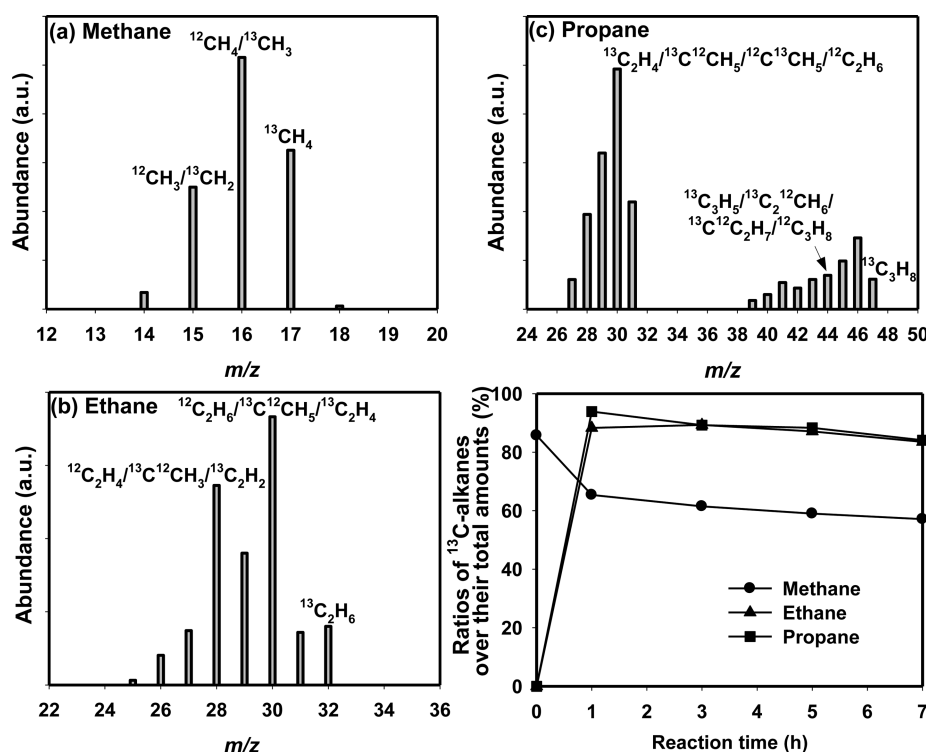 (a) Methane
¹²CH₄/¹³CH₃
¹³CH₄
¹²CH₃/¹³CH₂
Abundance (a.u.)
12 13 14 15 16 17 18 19 20
m/z
(c) Propane
¹³C₂H₄/¹³C¹²CH₅/¹²C¹³CH₅/¹²C₂H₆
¹³C₃H₅/¹³C₂¹²CH₆/
¹³C¹²C₂H₇/¹²C₃H₈
¹³C₃H₈
Abundance (a.u.)
24 26 28 30 32 34 36 38 40 42 44 46 48 50
m/z
(b) Ethane
¹²C₂H₆/¹³C¹²CH₅/¹³C₂H₄
¹²C₂H₄/¹³C¹²CH₃/¹³C₂H₂
¹³C₂H₆
Abundance (a.u.)
22 24 26 28 30 32 34 36
m/z
Ratios of ¹³C-alkanes
over their total amounts (%)
100
80
60
40
20
0
Methane
Ethane
Propane
0 1 2 3 4 5 6 7
Reaction time (h)